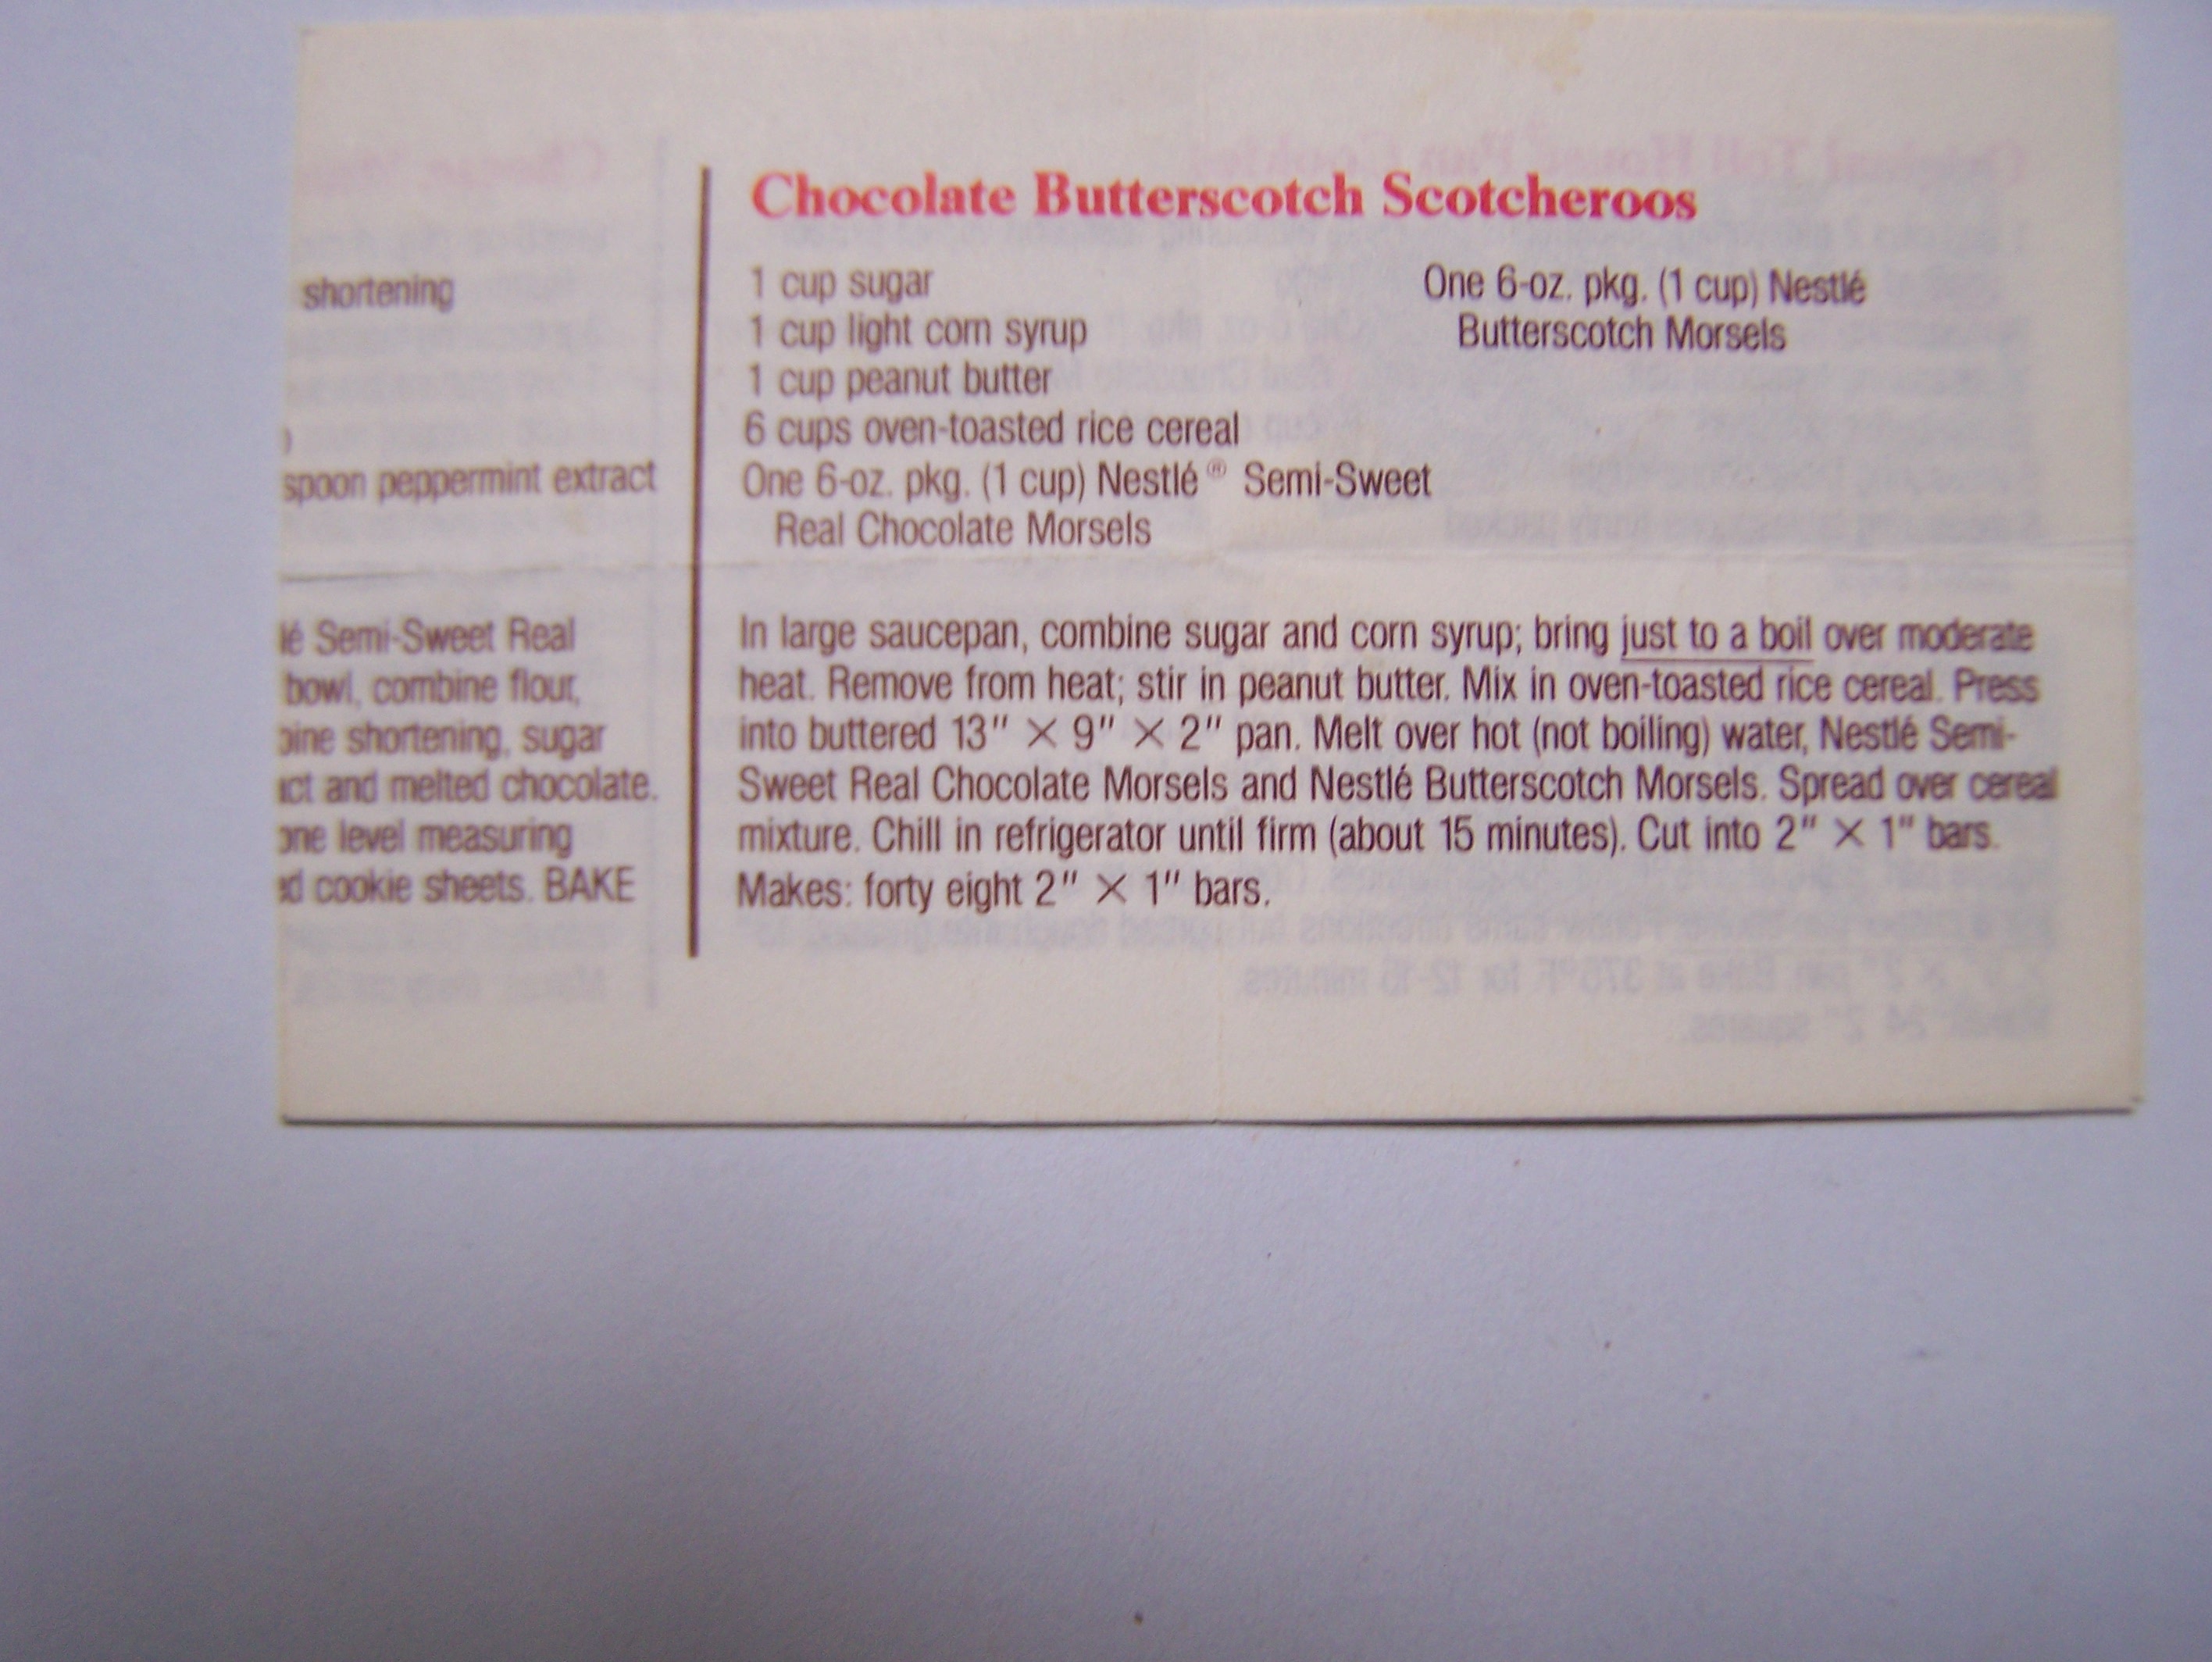 shortening
spoon peppermint extract
lé Semi-Sweet Real
bowl, combine flour,
bine shortening, sugar
act and melted chocolate.
one level measuring
ed cookie sheets. BAKE
Chocolate Butterscotch Scotcheroos
1 cup sugar
1 cup light corn syrup
1 cup peanut butter
6 cups oven-toasted rice cereal
One 6-oz. pkg. (1 cup) Nestlé® Semi-Sweet
Real Chocolate Morsels
One 6-oz. pkg. (1 cup) Nestlé
Butterscotch Morsels
In large saucepan, combine sugar and corn syrup; bring just to a boil over moderate
heat. Remove from heat; stir in peanut butter. Mix in oven-toasted rice cereal. Press
into buttered 13" × 9" × 2" pan. Melt over hot (not boiling) water, Nestlé Semi-
Sweet Real Chocolate Morsels and Nestlé Butterscotch Morsels. Spread over cereal
mixture. Chill in refrigerator until firm (about 15 minutes). Cut into 2" × 1" bars.
Makes: forty eight 2" × 1" bars.